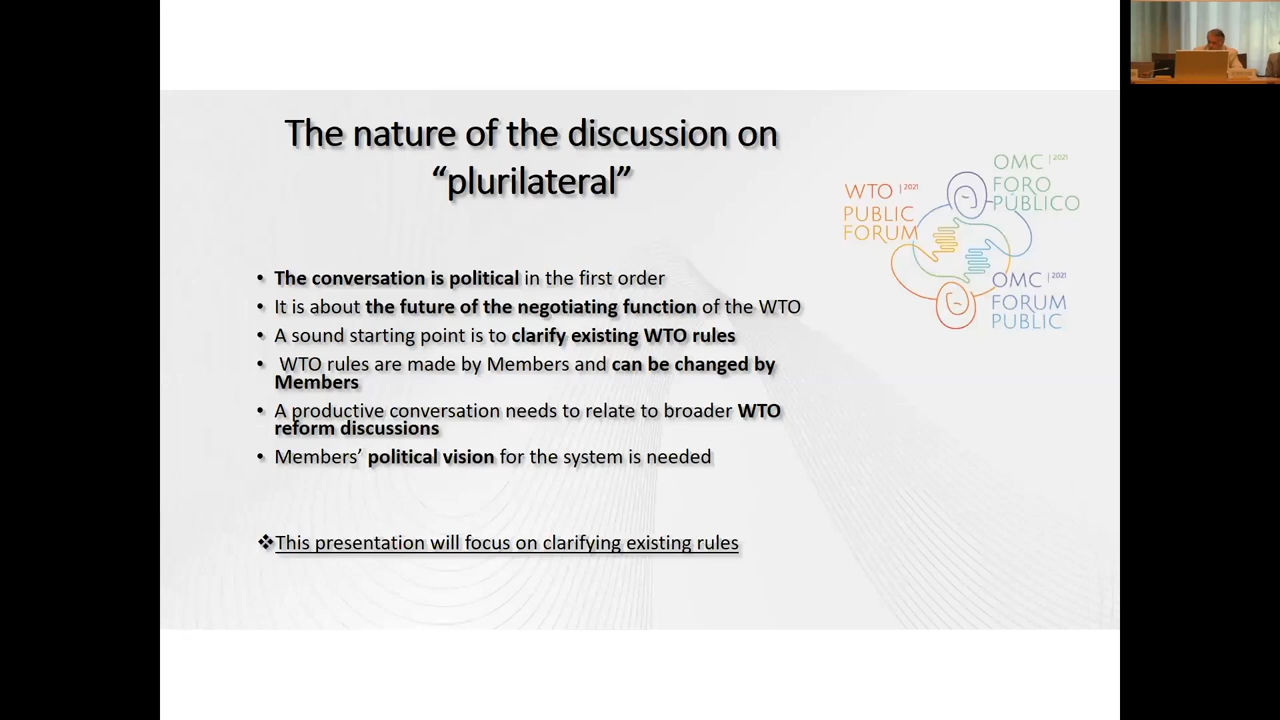 The nature of the discussion on
“plurilateral”
• The conversation is political in the first order
• It is about the future of the negotiating function of the WTO
• A sound starting point is to clarify existing WTO rules
• WTO rules are made by Members and can be changed by
Members
• A productive conversation needs to relate to broader WTO
reform discussions
• Members’ political vision for the system is needed
❖This presentation will focus on clarifying existing rules
WTO | 2021
PUBLIC
FORUM
OMC | 2021
FORO
PÚBLICO
OMC | 2021
FORUM
PUBLIC